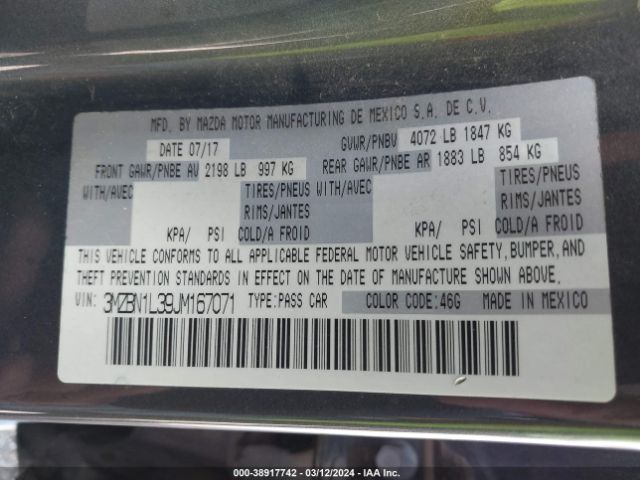 MFD. BY MAZDA MOTOR MANUFACTURING DE MEXICO S.A. DE C.V.
DATE 07/17 GVWR/PNBV 4072 LB 1847 KG
FRONT GAWR/PNBE AV 2198 LB 997 KG REAR GAWR/PNBE AR 1883 LB 854 KG
WITH/AVEC TIRES/PNEUS WITH/AVEC TIRES/PNEUS
RIMS/JANTES RIMS/JANTES
KPA/ PSI COLD/A FROID KPA/ PSI COLD/A FROID
THIS VEHICLE CONFORMS TO ALL APPLICABLE FEDERAL MOTOR VEHICLE SAFETY, BUMPER, AND
THEFT PREVENTION STANDARDS IN EFFECT ON THE DATE OF MANUFACTURE SHOWN ABOVE.
VIN: 3MZBN1L39JM167071 TYPE:PASS CAR COLOR CODE:46G MADE IN MEXICO
000-38917742 - 03/12/2024 - IAA Inc.